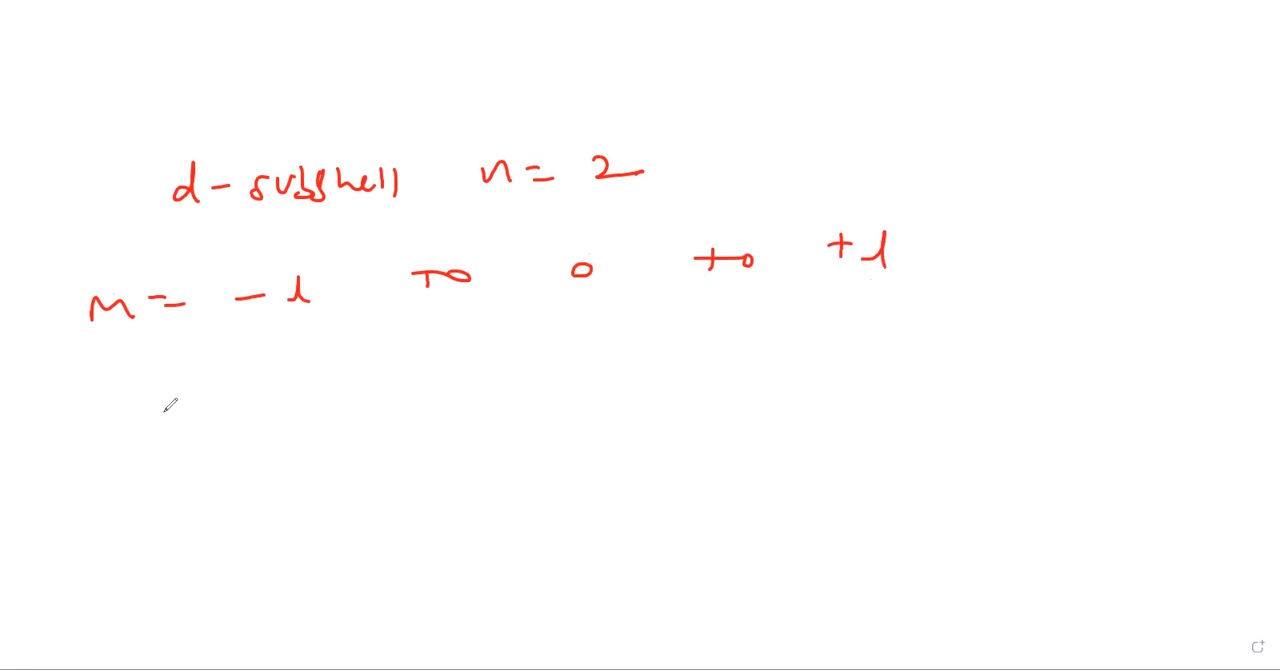 d-subshell n = 2
m = -l TO 0 to +l